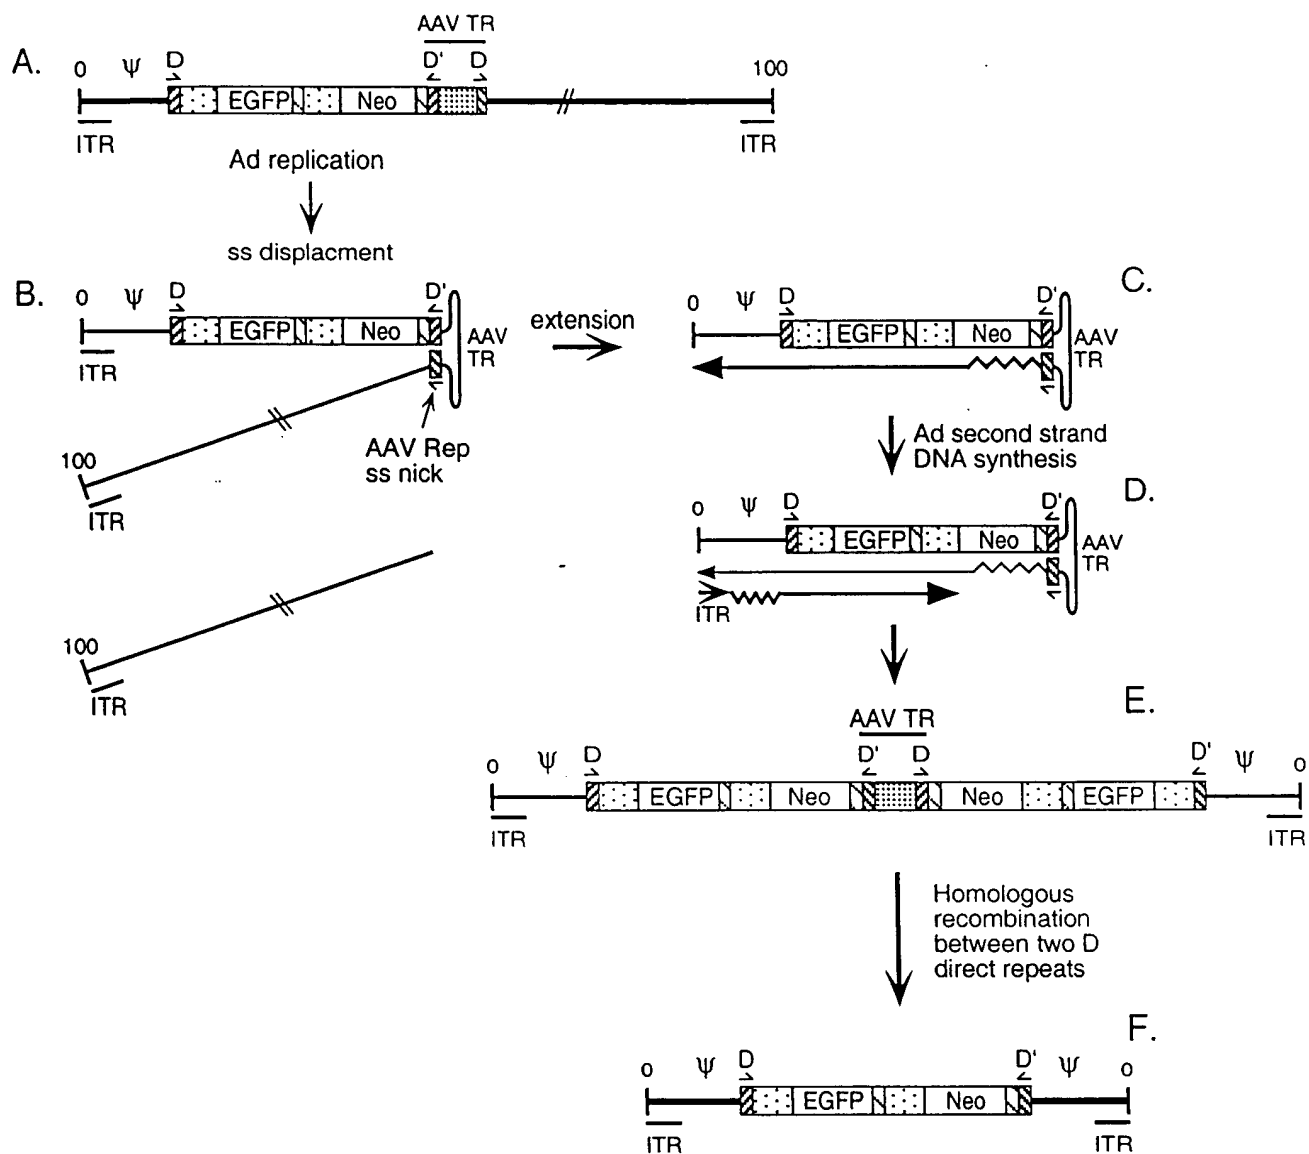 AAV TR
A.
0 ψ D D' D 100
EGFP Neo
ITR ITR
Ad replication
ss displacment
B.
0 ψ D D'
EGFP Neo
AAV
TR
ITR
AAV Rep
ss nick
100
ITR
100
ITR
extension
C.
0 ψ D D'
EGFP Neo
AAV
TR
Ad second strand
DNA synthesis
D.
0 ψ D D'
EGFP Neo
AAV
TR
ITR
E.
AAV TR
0 ψ D D' D D' ψ 0
EGFP Neo Neo EGFP
ITR ITR
Homologous
recombination
between two D
direct repeats
F.
0 ψ D D' ψ 0
EGFP Neo
ITR ITR